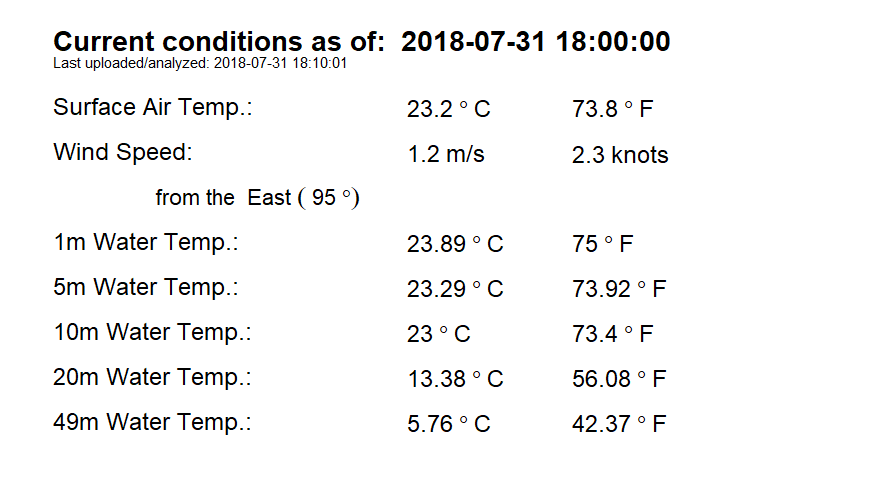 Current conditions as of: 2018-07-31 18:00:00
Last uploaded/analyzed: 2018-07-31 18:10:01
Surface Air Temp.: 23.2 ° C 73.8 ° F
Wind Speed: 1.2 m/s 2.3 knots
from the East ( 95 °)
1m Water Temp.: 23.89 ° C 75 ° F
5m Water Temp.: 23.29 ° C 73.92 ° F
10m Water Temp.: 23 ° C 73.4 ° F
20m Water Temp.: 13.38 ° C 56.08 ° F
49m Water Temp.: 5.76 ° C 42.37 ° F